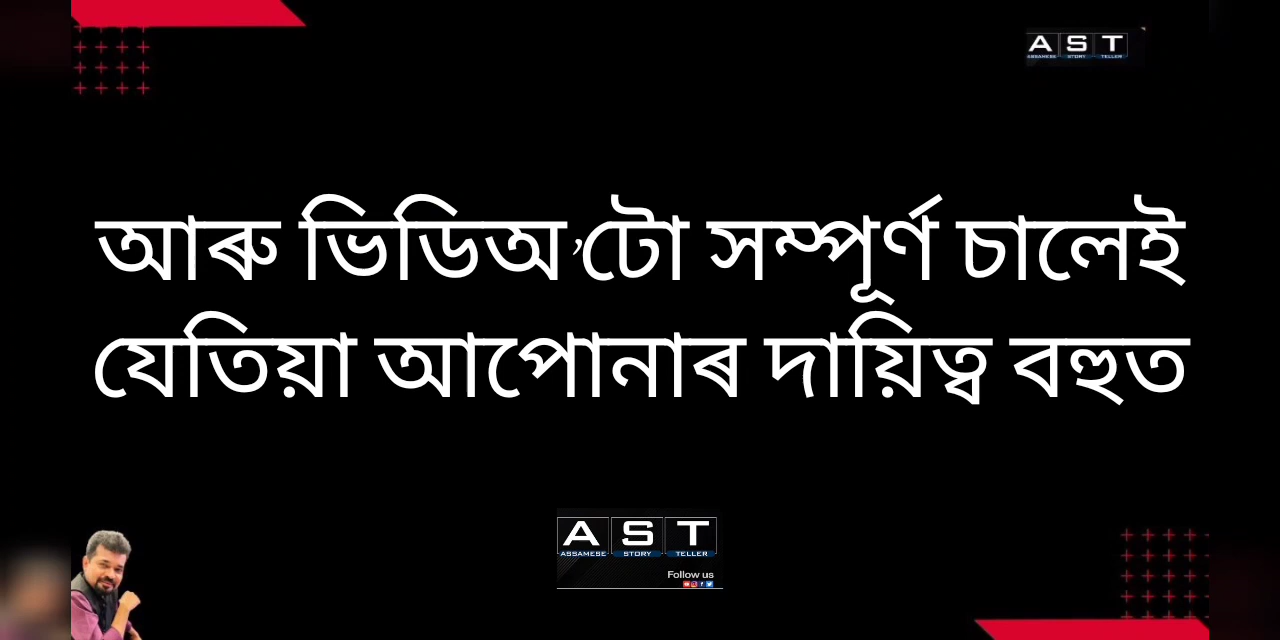 AST
ASSAMESE STORY TELLER
আৰু ভিডিঅ’টো সম্পূৰ্ণ চালেই
যেতিয়া আপোনাৰ দায়িত্ব বহুত
AST
ASSAMESE STORY TELLER
Follow us